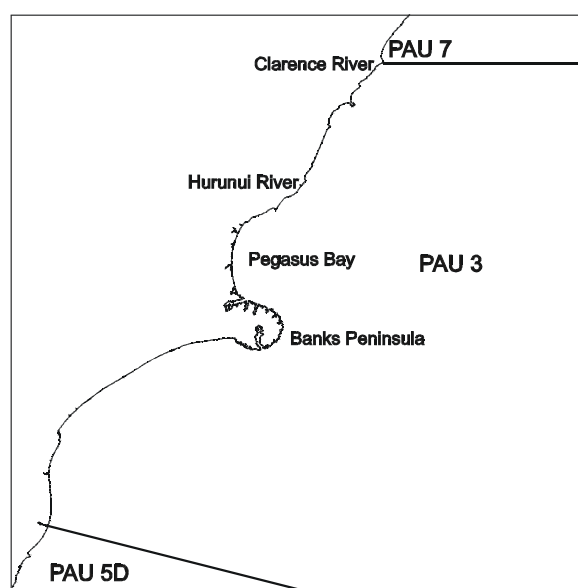 PAU 7
Clarence River
Hurunui River
Pegasus Bay
PAU 3
Banks Peninsula
PAU 5D